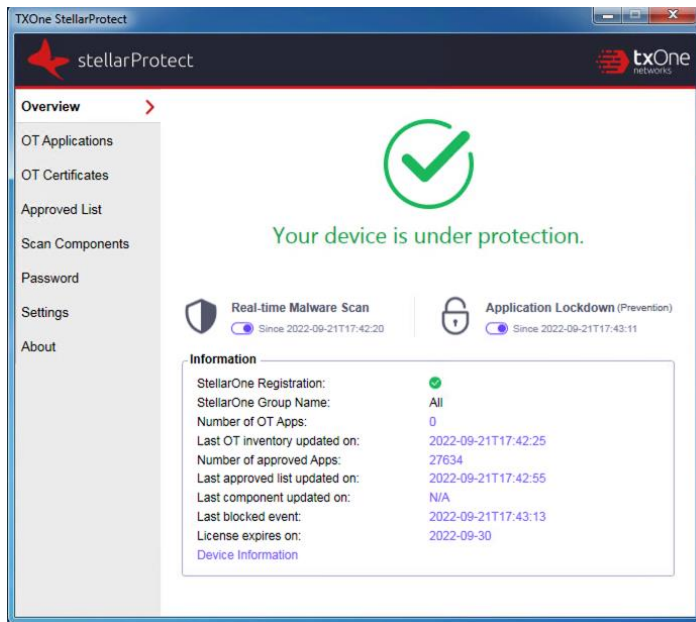 TXOne StellarProtect
stellarProtect
txOne
networks
Overview
OT Applications
OT Certificates
Approved List
Scan Components
Password
Settings
About
Your device is under protection.
Real-time Malware Scan
Since 2022-09-21T17:42:20
Application Lockdown (Prevention)
Since 2022-09-21T17:43:11
Information
StellarOne Registration:
StellarOne Group Name: All
Number of OT Apps: 0
Last OT inventory updated on: 2022-09-21T17:42:25
Number of approved Apps: 27634
Last approved list updated on: 2022-09-21T17:42:55
Last component updated on: N/A
Last blocked event: 2022-09-21T17:43:13
License expires on: 2022-09-30
Device Information